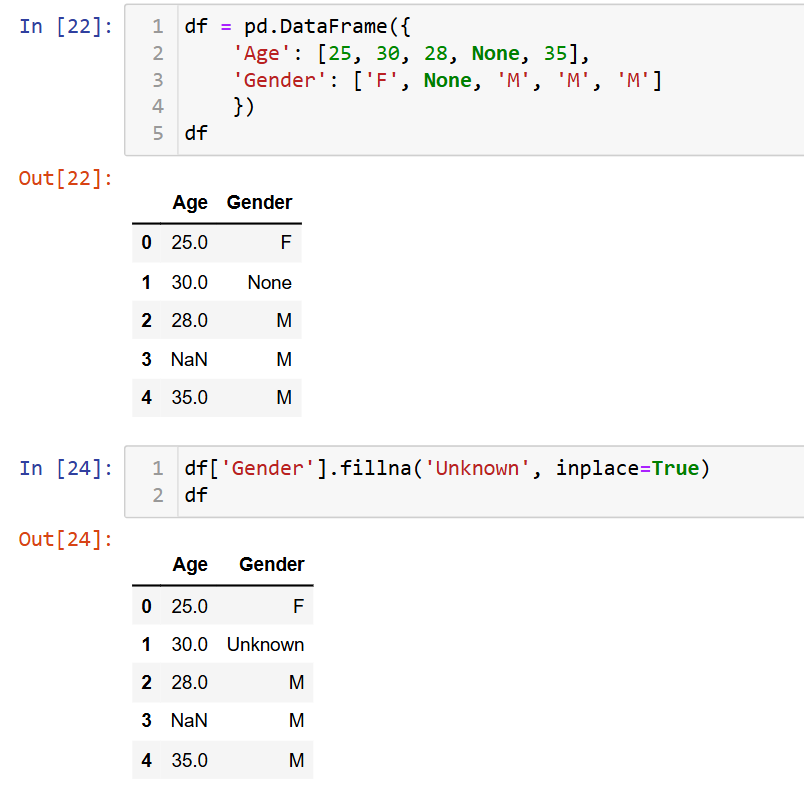 In [22]:
1 df = pd.DataFrame({
2     'Age': [25, 30, 28, None, 35],
3     'Gender': ['F', None, 'M', 'M', 'M']
4     })
5 df
Out[22]:
Age Gender
0 25.0 F
1 30.0 None
2 28.0 M
3 NaN M
4 35.0 M
In [24]:
1 df['Gender'].fillna('Unknown', inplace=True)
2 df
Out[24]:
Age Gender
0 25.0 F
1 30.0 Unknown
2 28.0 M
3 NaN M
4 35.0 M